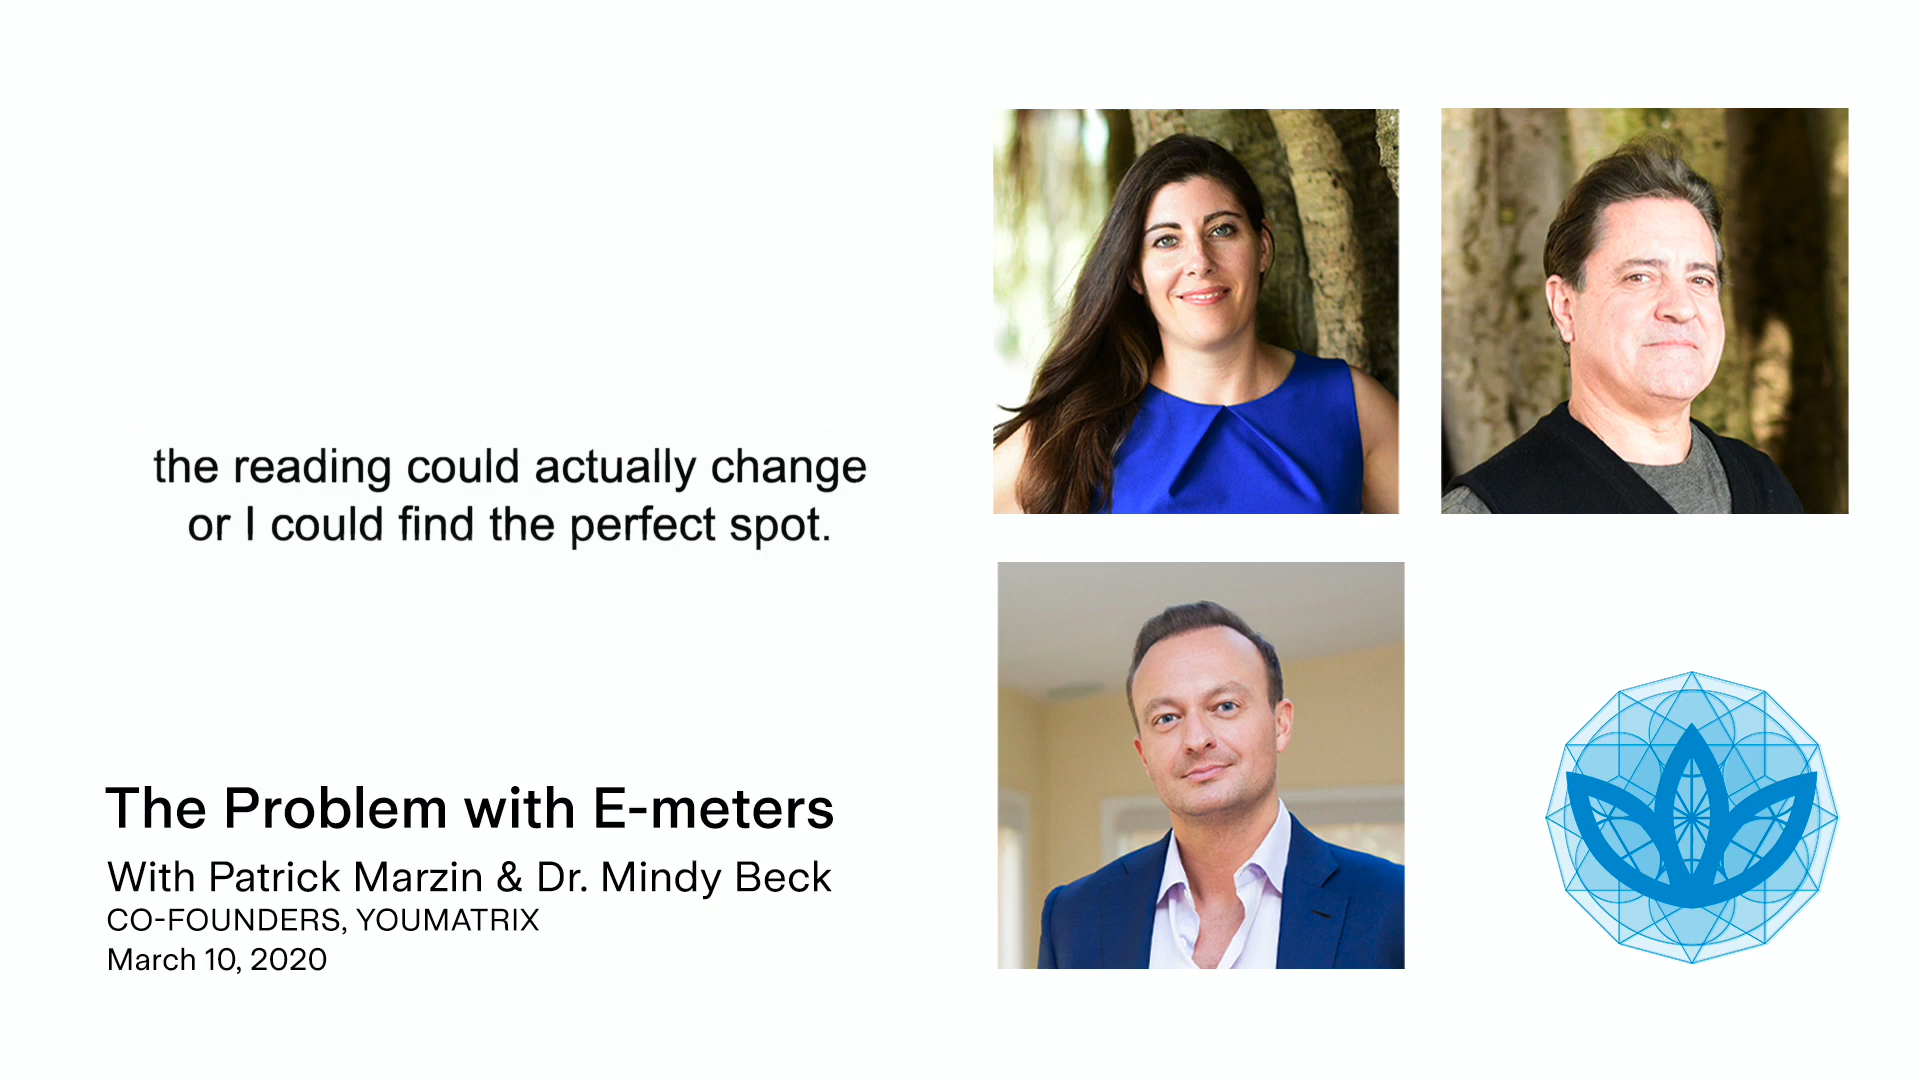 the reading could actually change
or I could find the perfect spot.
The Problem with E-meters
With Patrick Marzin & Dr. Mindy Beck
CO-FOUNDERS, YOUMATRIX
March 10, 2020